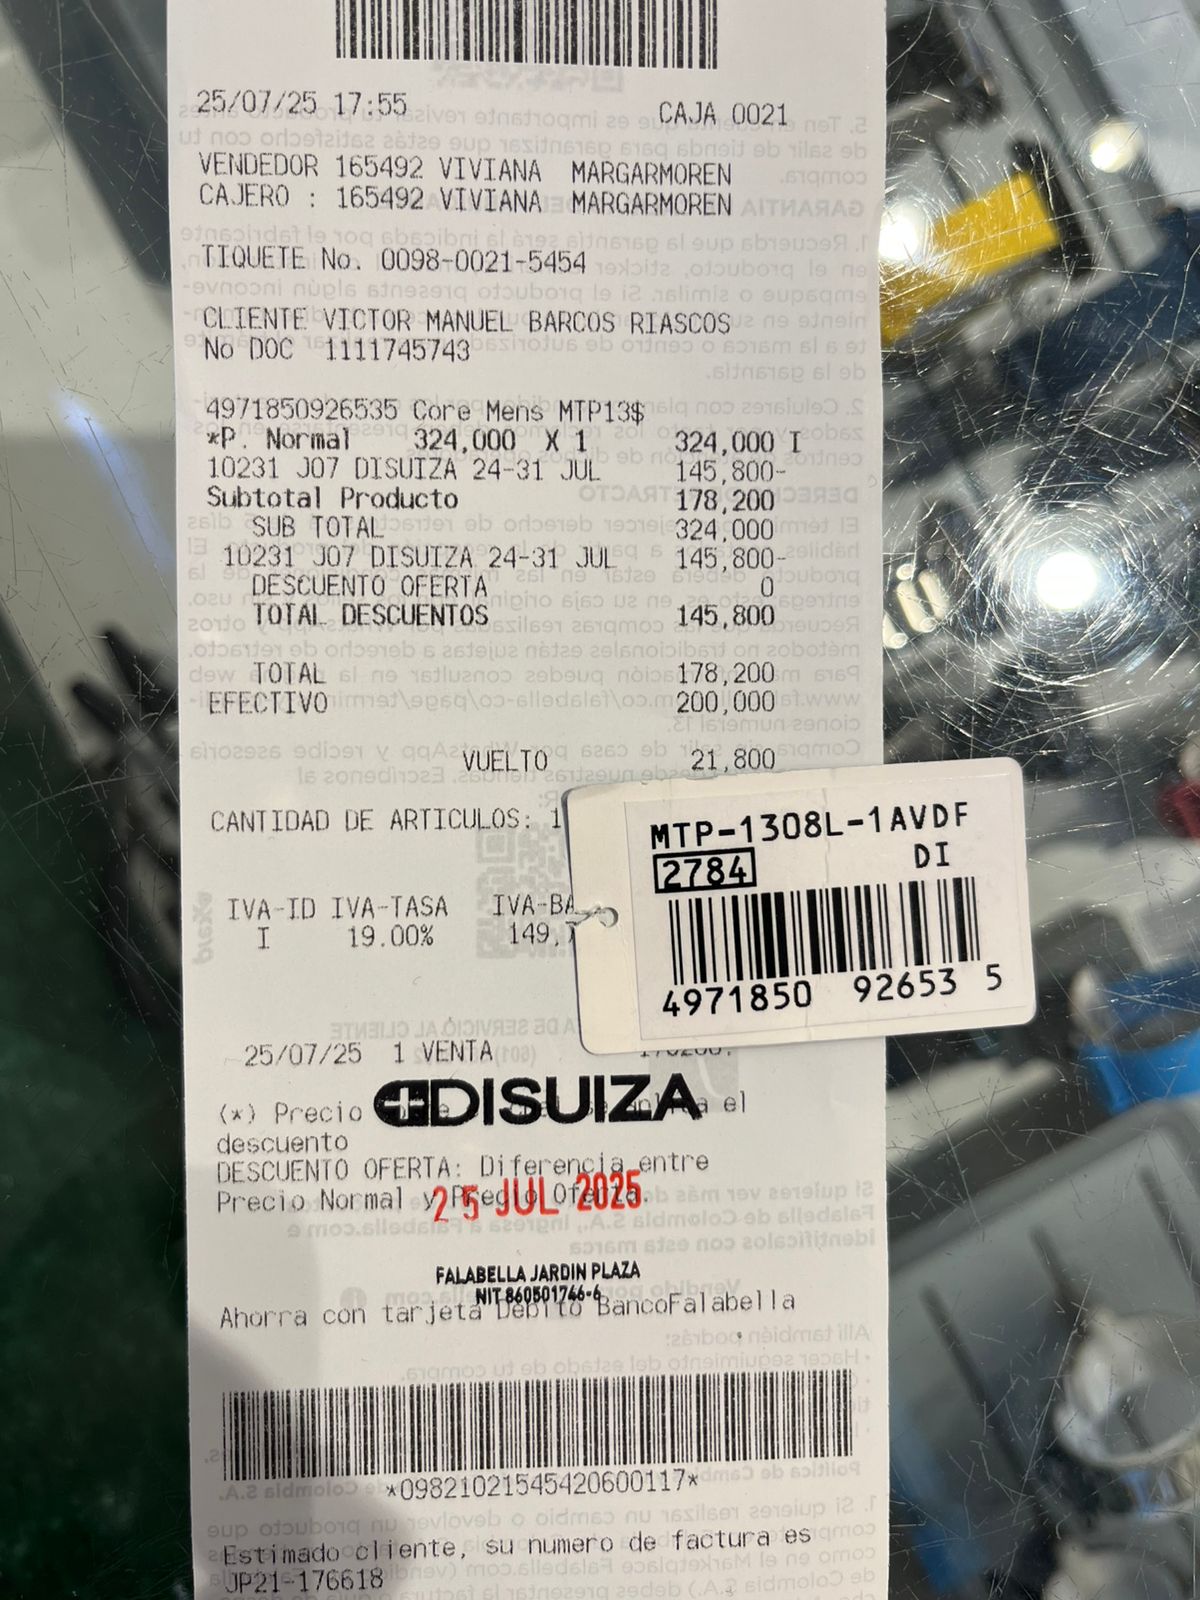 25/07/25 17:55 CAJA 0021
VENDEDOR 165492 VIVIANA MARGARMOREN
CAJERO : 165492 VIVIANA MARGARMOREN
TIQUETE No. 0098-0021-5454
CLIENTE VICTOR MANUEL BARCOS RIASCOS
No DOC 1111745743
4971850926535 Core Mens MTP13$
*P. Normal 324,000 X 1 324,000 I
10231 J07 DISUIZA 24-31 JUL 145,800-
Subtotal Producto 178,200
SUB TOTAL 324,000
10231 J07 DISUIZA 24-31 JUL 145,800-
DESCUENTO OFERTA 0
TOTAL DESCUENTOS 145,800
TOTAL 178,200
EFECTIVO 200,000
VUELTO 21,800
CANTIDAD DE ARTICULOS: 1
MTP-1308L-1AVDF
2784 DI
4971850 92653 5
IVA-ID IVA-TASA IVA-BA
I 19.00% 149,
25/07/25 1 VENTA
DISUIZA
(*) Precio el
descuento
DESCUENTO OFERTA: Diferencia entre
Precio Normal y Precio Oferta.
25 JUL 2025
FALABELLA JARDIN PLAZA
NIT 860501746-6
Ahorra con tarjeta Debito BancoFalabella
*09821021545420600117*
Estimado cliente, su numero de factura es
JP21-176618